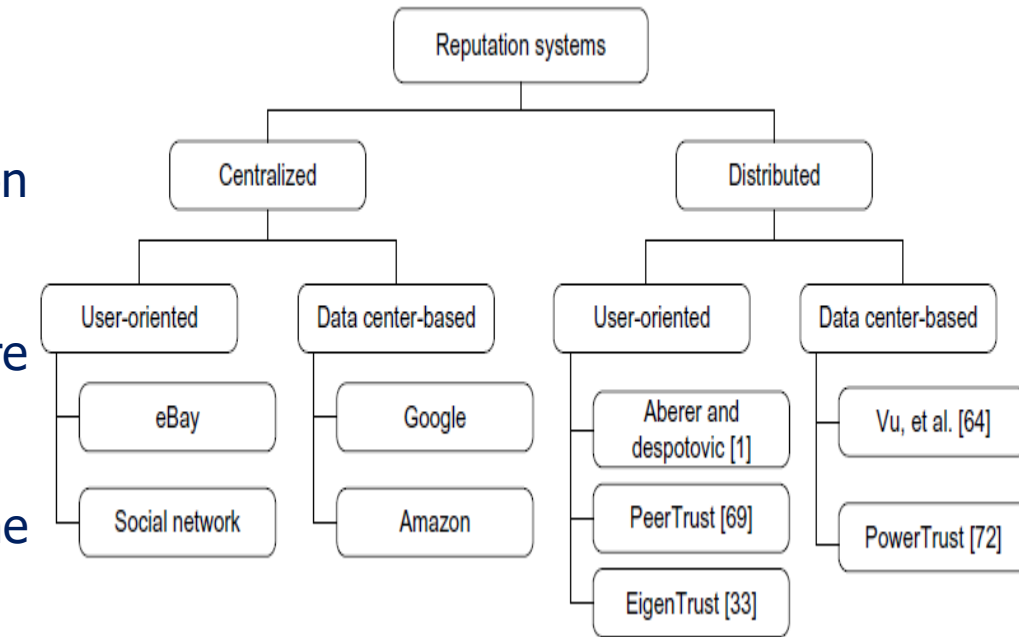 Reputation systems
Centralized
Distributed
n
User-oriented
Data center-based
User-oriented
Data center-based
re
eBay
Google
Aberer and
despotovic [1]
Vu, et al. [64]
Social network
Amazon
PeerTrust [69]
PowerTrust [72]
e
EigenTrust [33]